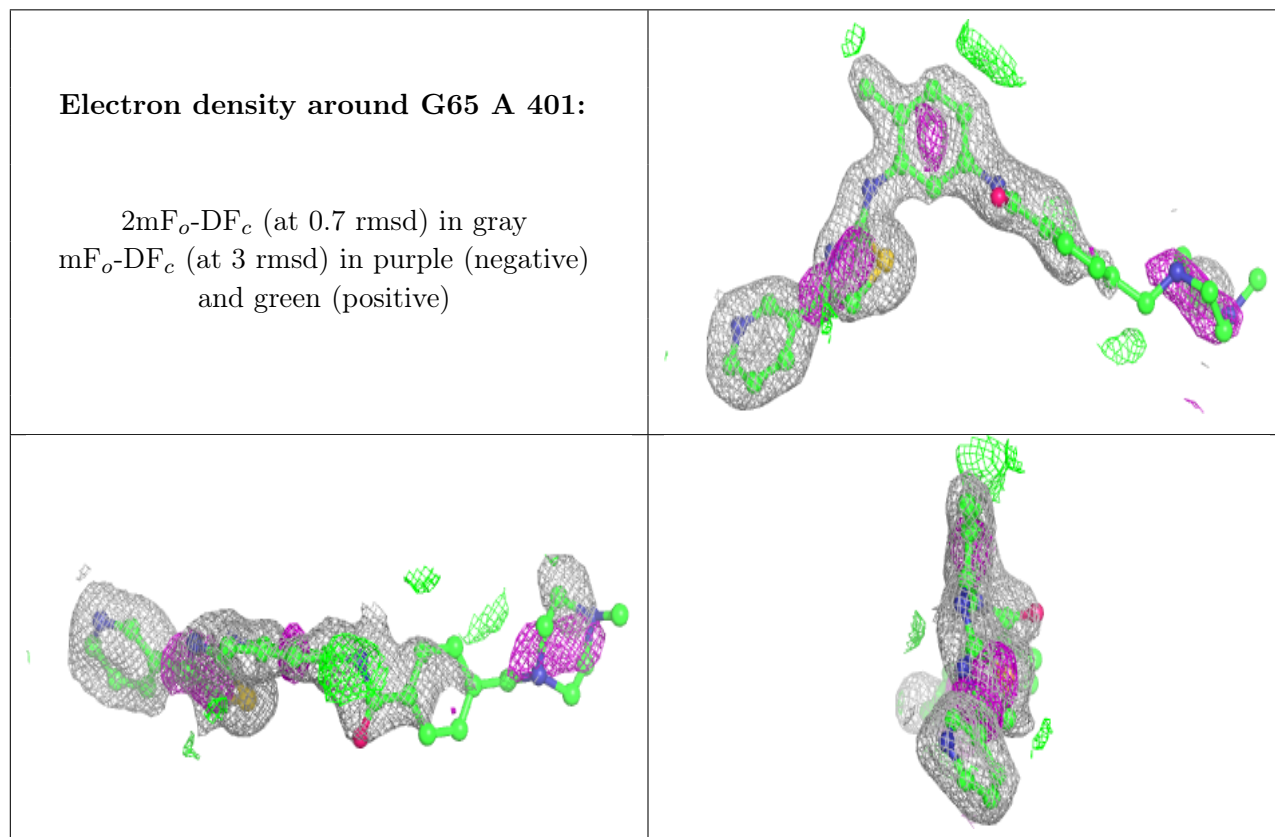 Electron density around G65 A 401:
2mFₒ-DF𝒸 (at 0.7 rmsd) in gray
mFₒ-DF𝒸 (at 3 rmsd) in purple (negative)
and green (positive)